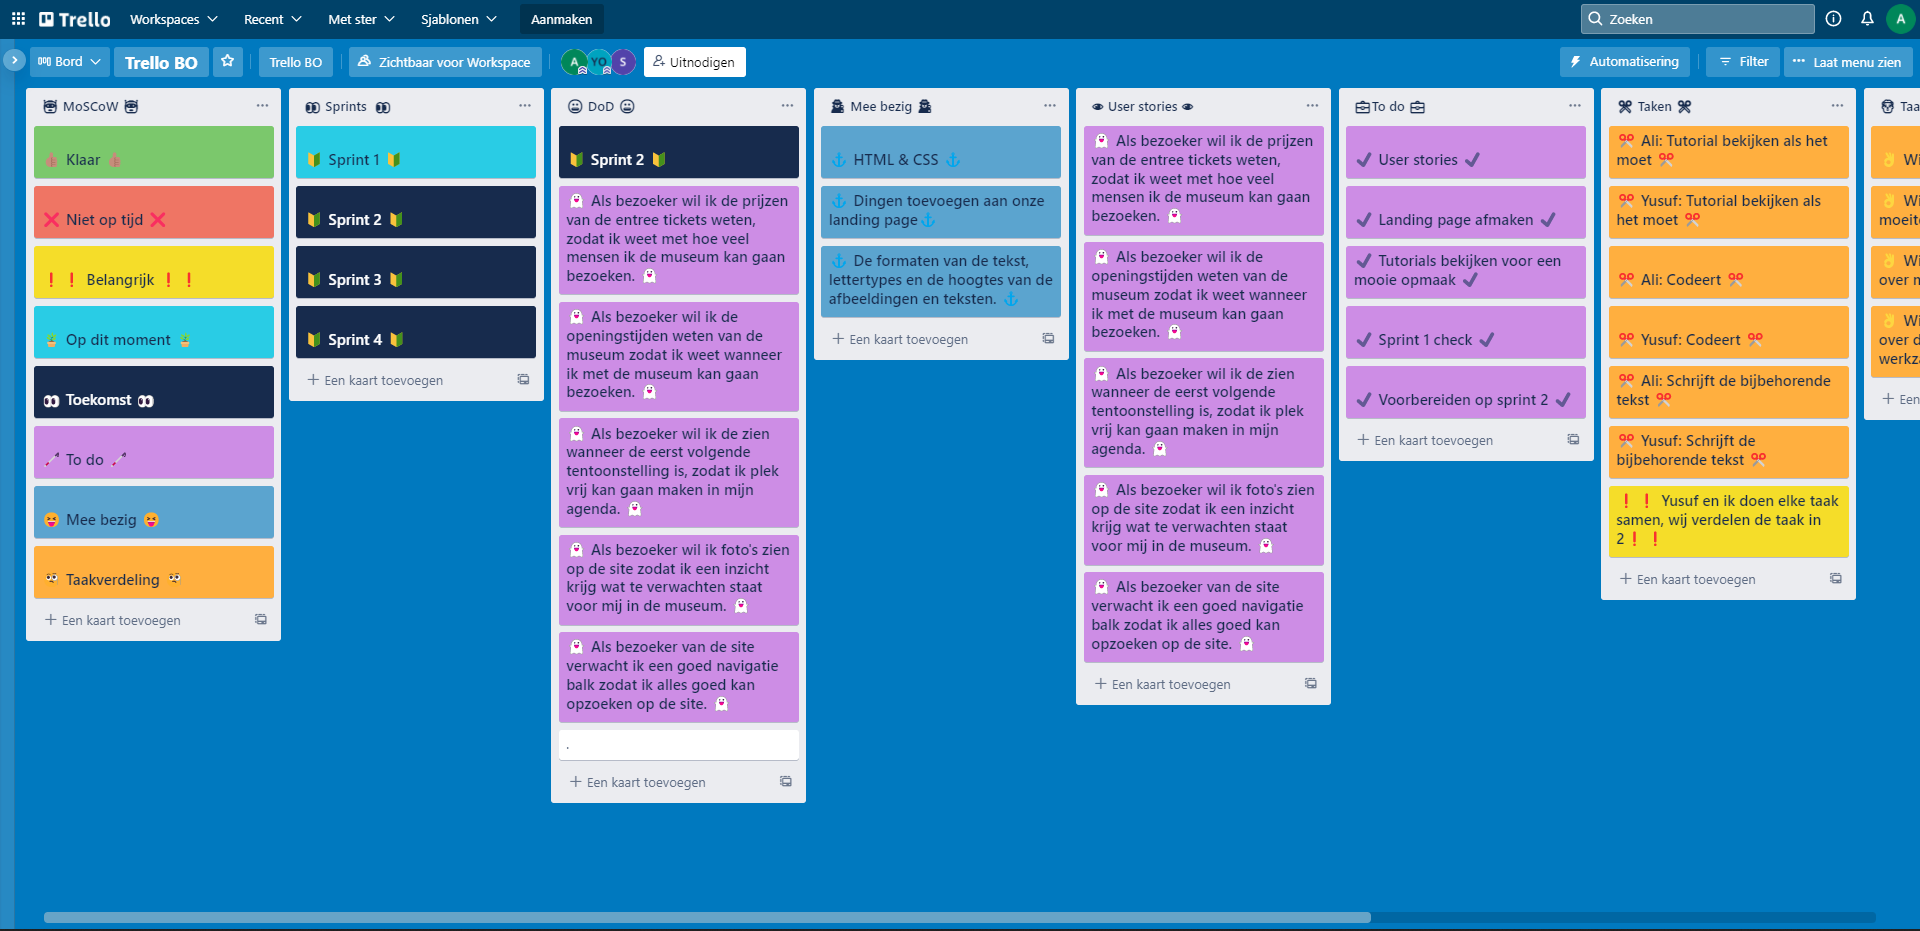 Trello
Workspaces
Recent
Met ster
Sjablonen
Aanmaken
Zoeken
A
Bord
Trello BO
Trello BO
Zichtbaar voor Workspace
A
YO
S
Uitnodigen
Automatisering
Filter
Laat menu zien
MoSCoW
Klaar
Niet op tijd
Belangrijk
Op dit moment
Toekomst
To do
Mee bezig
Taakverdeling
Een kaart toevoegen
Sprints
Sprint 1
Sprint 2
Sprint 3
Sprint 4
Een kaart toevoegen
DoD
Sprint 2
Als bezoeker wil ik de prijzen
van de entree tickets weten,
zodat ik weet met hoe veel
mensen ik de museum kan gaan
bezoeken.
Als bezoeker wil ik de
openingstijden weten van de
museum zodat ik weet wanneer
ik met de museum kan gaan
bezoeken.
Als bezoeker wil ik de zien
wanneer de eerst volgende
tentoonstelling is, zodat ik plek
vrij kan gaan maken in mijn
agenda.
Als bezoeker wil ik foto's zien
op de site zodat ik een inzicht
krijg wat te verwachten staat
voor mij in de museum.
Als bezoeker van de site
verwacht ik een goed navigatie
balk zodat ik alles goed kan
opzoeken op de site.
.
Een kaart toevoegen
Mee bezig
HTML & CSS
Dingen toevoegen aan onze
landing page
De formaten van de tekst,
lettertypes en de hoogtes van de
afbeeldingen en teksten.
Een kaart toevoegen
User stories
Als bezoeker wil ik de prijzen
van de entree tickets weten,
zodat ik weet met hoe veel
mensen ik de museum kan gaan
bezoeken.
Als bezoeker wil ik de
openingstijden weten van de
museum zodat ik weet wanneer
ik met de museum kan gaan
bezoeken.
Als bezoeker wil ik de zien
wanneer de eerst volgende
tentoonstelling is, zodat ik plek
vrij kan gaan maken in mijn
agenda.
Als bezoeker wil ik foto's zien
op de site zodat ik een inzicht
krijg wat te verwachten staat
voor mij in de museum.
Als bezoeker van de site
verwacht ik een goed navigatie
balk zodat ik alles goed kan
opzoeken op de site.
Een kaart toevoegen
To do
User stories
Landing page afmaken
Tutorials bekijken voor een
mooie opmaak
Sprint 1 check
Voorbereiden op sprint 2
Een kaart toevoegen
Taken
Ali: Tutorial bekijken als het
moet
Yusuf: Tutorial bekijken als
het moet
Ali: Codeert
Yusuf: Codeert
Ali: Schrijft de bijbehorende
tekst
Yusuf: Schrijft de
bijbehorende tekst
Yusuf en ik doen elke taak
samen, wij verdelen de taak in
2
Een kaart toevoegen
Taa
Wi
Wi
moeit
Wi
over n
Wi
over d
werkz
Een